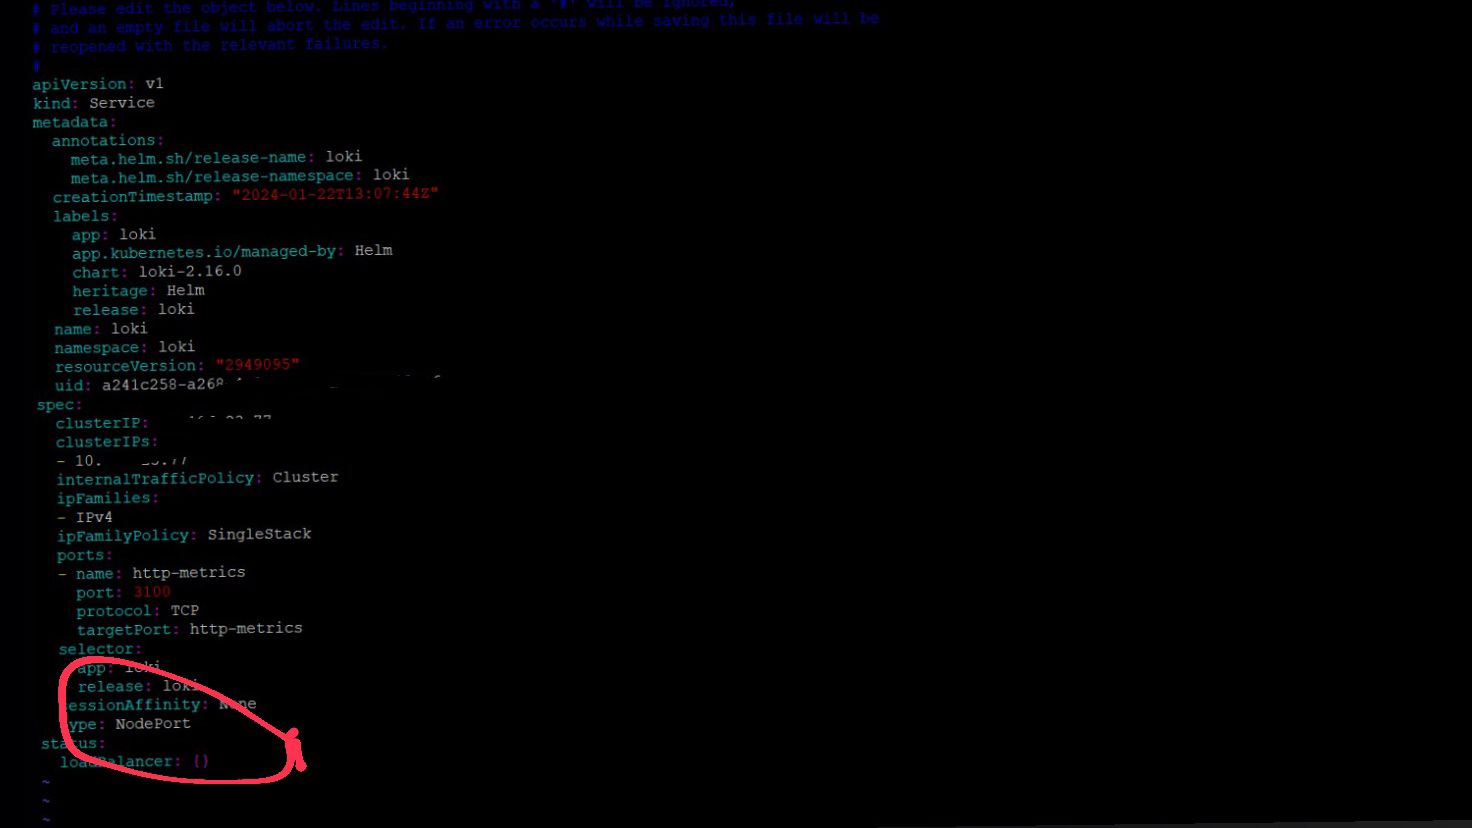 # Please edit the object below. Lines beginning with a '#' will be ignored,
# and an empty file will abort the edit. If an error occurs while saving this file will be
# reopened with the relevant failures.
#
apiVersion: v1
kind: Service
metadata:
  annotations:
    meta.helm.sh/release-name: loki
    meta.helm.sh/release-namespace: loki
  creationTimestamp: "2024-01-22T13:07:44Z"
  labels:
    app: loki
    app.kubernetes.io/managed-by: Helm
    chart: loki-2.16.0
    heritage: Helm
    release: loki
  name: loki
  namespace: loki
  resourceVersion: "2949095"
  uid: a241c258-a268-
spec:
  clusterIP:
  clusterIPs:
  - 10.
  internalTrafficPolicy: Cluster
  ipFamilies:
  - IPv4
  ipFamilyPolicy: SingleStack
  ports:
  - name: http-metrics
    port: 3100
    protocol: TCP
    targetPort: http-metrics
  selector:
    app: loki
    release: loki
  sessionAffinity: None
  type: NodePort
status:
  loadBalancer: {}
~
~
~